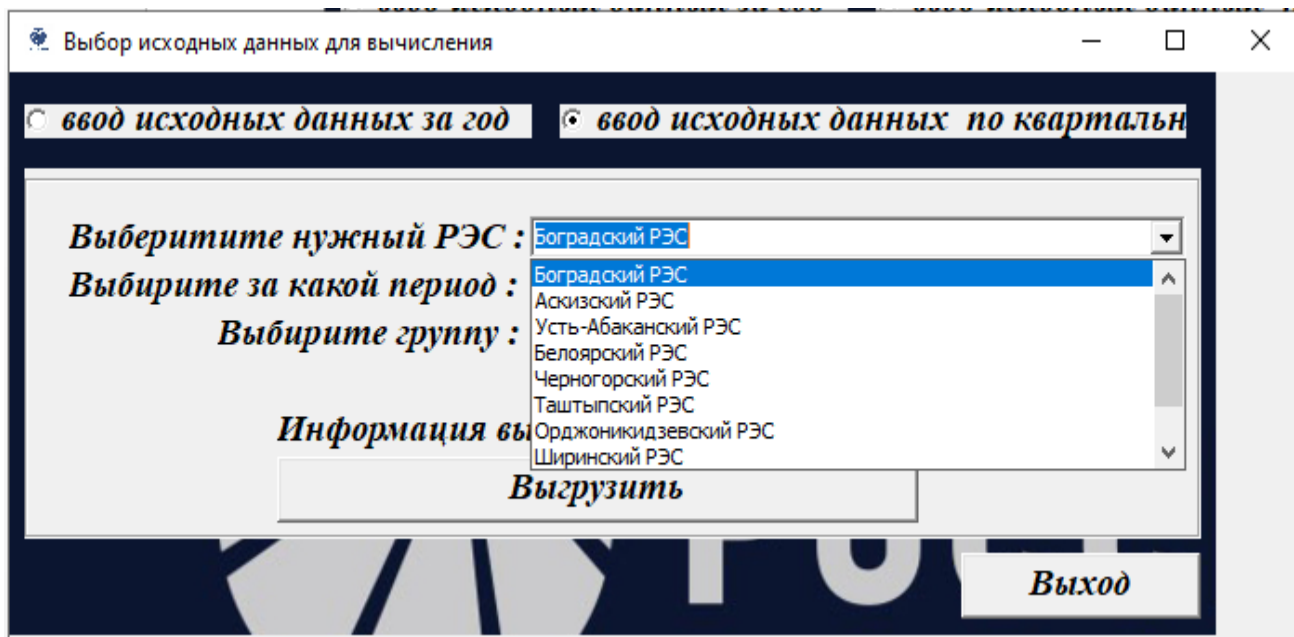 Выбор исходных данных для вычисления
ввод исходных данных за год
ввод исходных данных по квартальн
Выберитите нужный РЭС : Боградский РЭС
Выбирите за какой период :
Выбирите группу :
Боградский РЭС
Аскизский РЭС
Усть-Абаканский РЭС
Белоярский РЭС
Черногорский РЭС
Таштыпский РЭС
Орджоникидзевский РЭС
Ширинский РЭС
Информация вы
Выгрузить
Выход